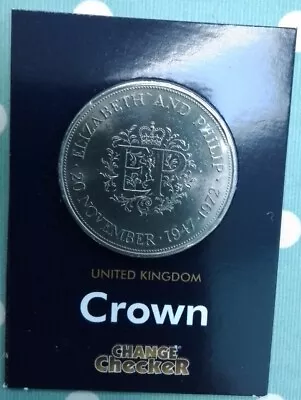 ELIZABETH AND PHILIP
20 NOVEMBER 1947-1972
UNITED KINGDOM
Crown
CHANGE
CHECKER